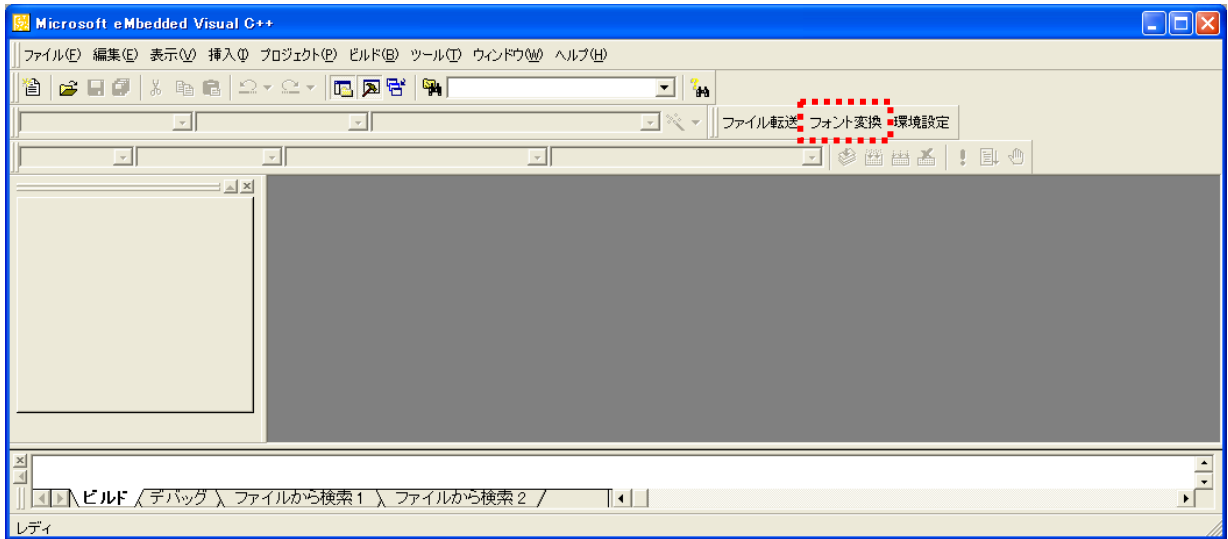 Microsoft eMbedded Visual C++
ファイル(F) 編集(E) 表示(V) 挿入(I) プロジェクト(P) ビルド(B) ツール(T) ウィンドウ(W) ヘルプ(H)
ファイル転送 フォント変換 環境設定
ビルド デバッグ ファイルから検索1 ファイルから検索2
レディ